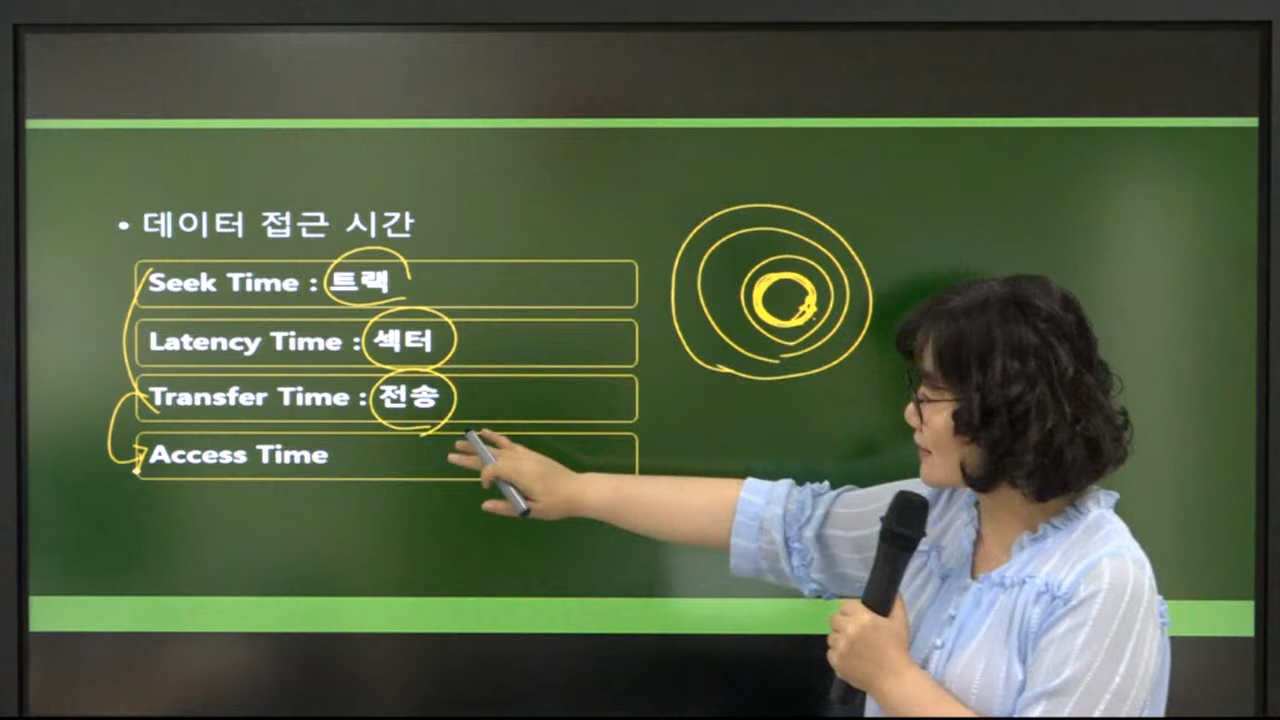 • 데이터 접근 시간
Seek Time : 트랙
Latency Time : 섹터
Transfer Time : 전송
Access Time